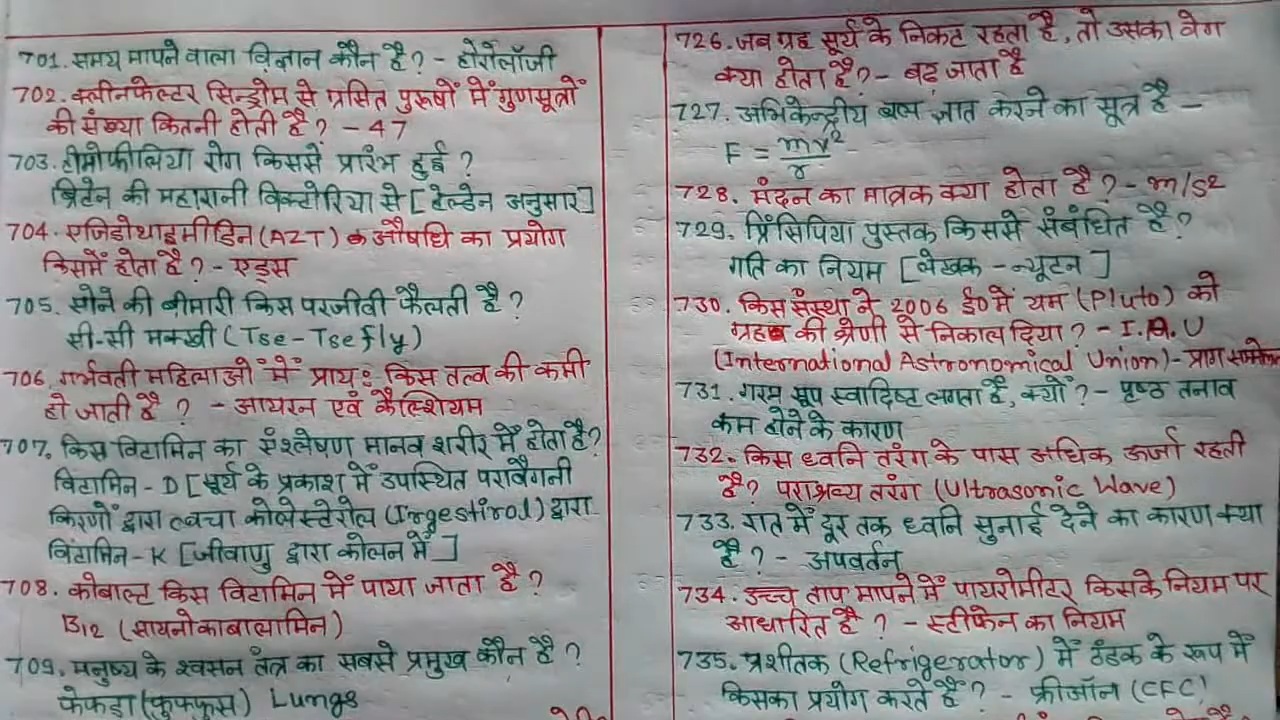 701. समय मापने वाला विज्ञान कौन है? - होरोलॉजी
702. क्लीनफेल्टर सिन्ड्रोम से ग्रसित पुरूषों में गुणसूत्रों
की संख्या कितनी होती है? - 47
703. हीमोफीलिया रोग किससे प्रारंभ हुई?
ब्रिटेन की महारानी विक्टोरिया से [हेल्डेन अनुसार]
704. एजिडोथाइमीडिन (AZT) क औषधि का प्रयोग
किसमें होता है? - एड्स
705. सोने की बीमारी किस परजीवी फैलती है?
सी-सी मक्खी (Tse-Tse fly)
706. गर्भवती महिलाओं में प्रायः किस तत्व की कमी
हो जाती है? - आयरन एवं कैल्शियम
707. किस विटामिन का संश्लेषण मानव शरीर में होता है?
विटामिन - D [सूर्य के प्रकाश में उपस्थित पराबैगनी
किरणों द्वारा त्वचा कोलेस्टेरोल (Irgestirol) द्वारा
विटामिन - K [जीवाणु द्वारा कोलन में]
708. कोबाल्ट किस विटामिन में पाया जाता है?
B12 (सायनोकाबालामिन)
709. मनुष्य के श्वसन तंत्र का सबसे प्रमुख कौन है?
फेफड़ा (फुफ्फुस) Lungs
726. जब ग्रह सूर्य के निकट रहता है, तो उसका वेग
क्या होता है? - बढ़ जाता है
727. अभिकेन्द्रीय बल ज्ञात करने का सूत्र है -
F = mv²/r
728. मंदन का मात्रक क्या होता है? - m/s2
729. प्रिंसिपिया पुस्तक किससे संबंधित है?
गति का नियम [लेखक - न्यूटन]
730. किस संस्था ने 2006 ई0 में यम (Pluto) को
ग्रह की श्रेणी से निकाल दिया? - I.A.U
(International Astronomical Union) - प्राग
731. गरम सूप स्वादिष्ट लगता है, क्यों? - पृष्ठ तनाव
कम होने के कारण
732. किस ध्वनि तरंग के पास अधिक ऊर्जा रहती
है? पराश्रव्य तरंग (Ultrasonic Wave)
733. रात में दूर तक ध्वनि सुनाई देने का कारण क्या
है? - अपवर्तन
734. उच्च ताप मापने में पायरोमीटर किसके नियम पर
आधारित है? - स्टीफेन का नियम
735. प्रशीतक (Refrigerator) में ठंडक के रूप में
किसका प्रयोग करते हैं? - फ्रीऑन (CFC)